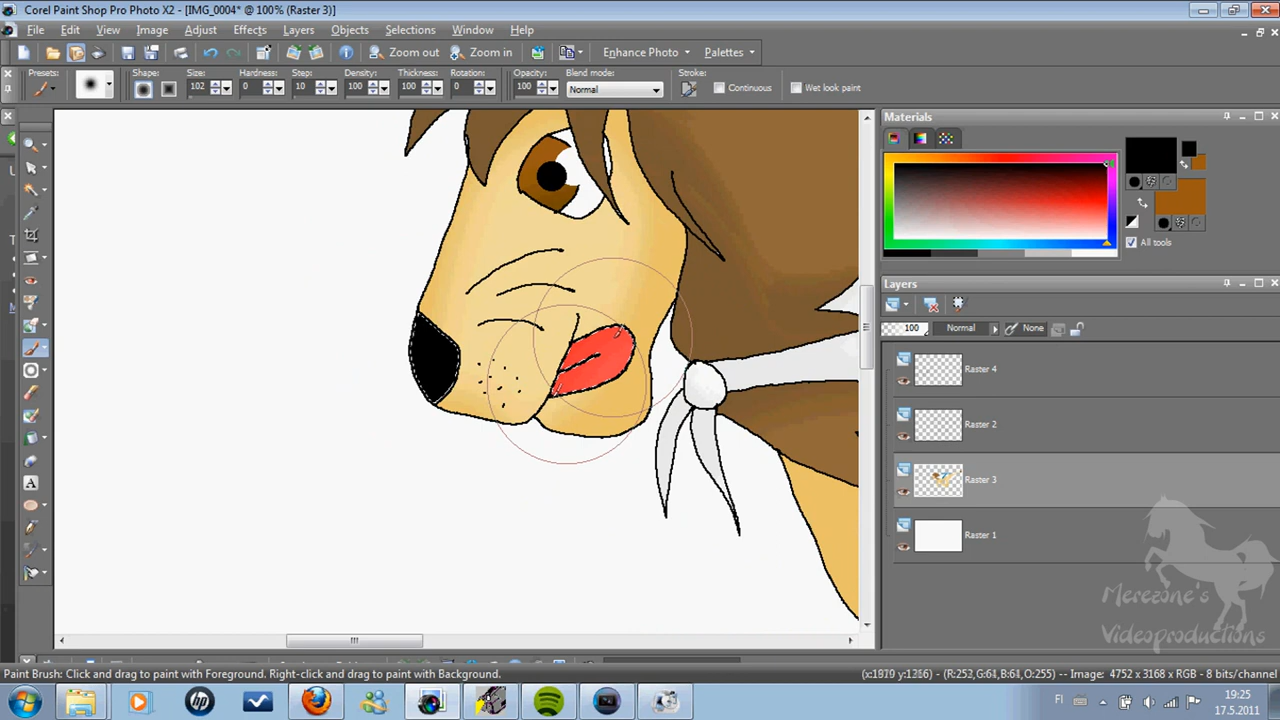 Corel Paint Shop Pro Photo X2 - [IMG_0004* @ 100% (Raster 3)]
File Edit View Image Adjust Effects Layers Objects Selections Window Help
Zoom out Zoom in Enhance Photo Palettes
Presets: Shape: Size: Hardness: Step: Density: Thickness: Rotation: Opacity: Blend mode: Stroke:
102 0 10 100 100 0 100 Normal Continuous Wet look paint
Materials
All tools
Layers
100 Normal None
Raster 4
Raster 2
Raster 3
Raster 1
Merezone's
Videoproductions
Paint Brush: Click and drag to paint with Foreground. Right-click and drag to paint with Background.
Image: 4752 x 3168 x RGB - 8 bits/channel
FI
19:25
17.5.2011